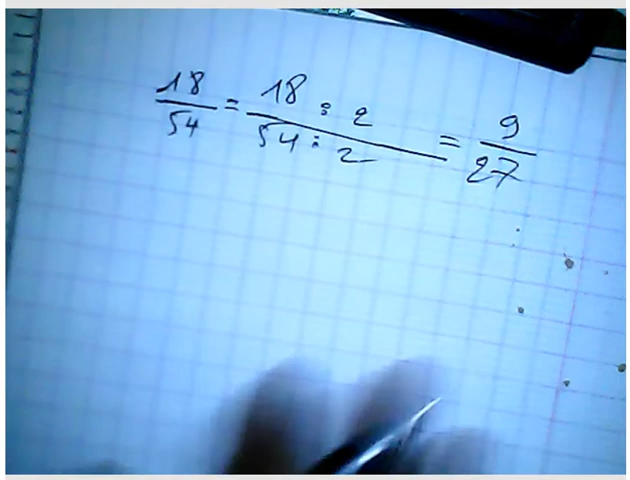 18/54 = 18 : 2/54 : 2 = 9/27